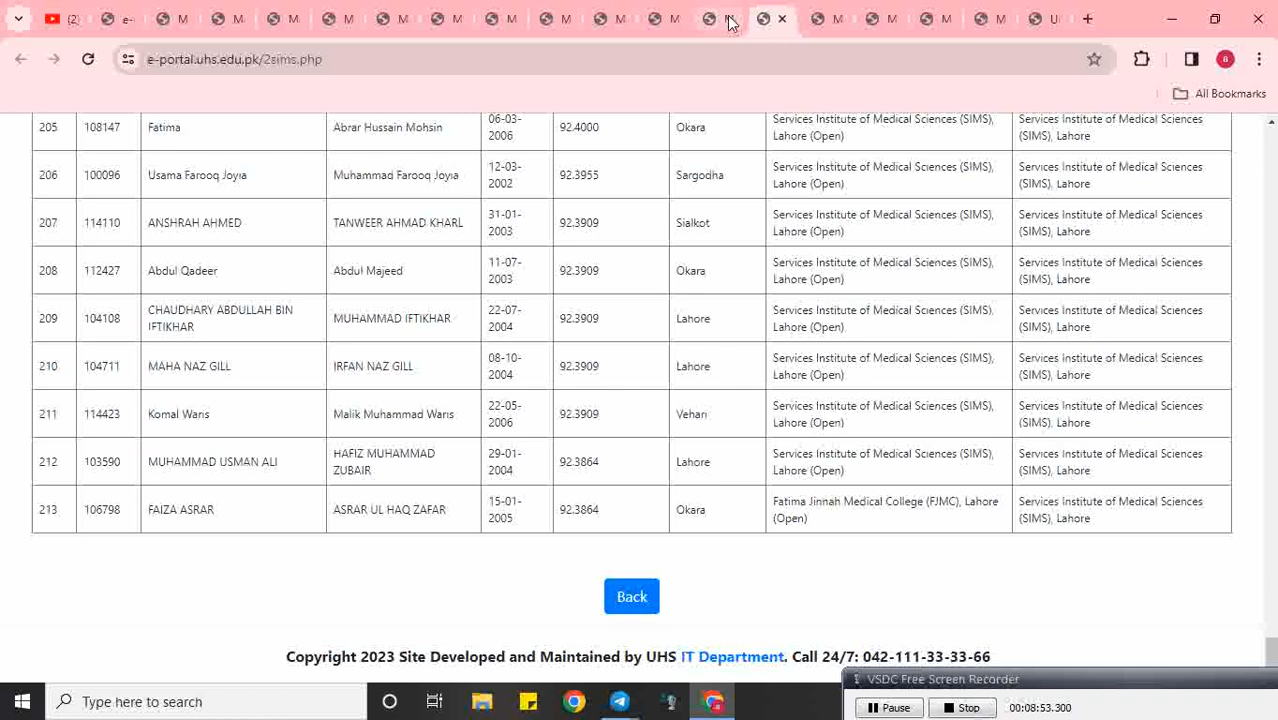 (2)
e-
M
M
M
M
M
M
M
M
M
M
M
M
M
M
U
e-portal.uhs.edu.pk/2sims.php
a
All Bookmarks
205 108147 Fatima Abrar Hussain Mohsin 06-03-2006 92.4000 Okara Services Institute of Medical Sciences (SIMS), Lahore (Open) Services Institute of Medical Sciences (SIMS), Lahore
206 100096 Usama Farooq Joyia Muhammad Farooq Joyia 12-03-2002 92.3955 Sargodha Services Institute of Medical Sciences (SIMS), Lahore (Open) Services Institute of Medical Sciences (SIMS), Lahore
207 114110 ANSHRAH AHMED TANWEER AHMAD KHARL 31-01-2003 92.3909 Sialkot Services Institute of Medical Sciences (SIMS), Lahore (Open) Services Institute of Medical Sciences (SIMS), Lahore
208 112427 Abdul Qadeer Abdul Majeed 11-07-2003 92.3909 Okara Services Institute of Medical Sciences (SIMS), Lahore (Open) Services Institute of Medical Sciences (SIMS), Lahore
209 104108 CHAUDHARY ABDULLAH BIN IFTIKHAR MUHAMMAD IFTIKHAR 22-07-2004 92.3909 Lahore Services Institute of Medical Sciences (SIMS), Lahore (Open) Services Institute of Medical Sciences (SIMS), Lahore
210 104711 MAHA NAZ GILL IRFAN NAZ GILL 08-10-2004 92.3909 Lahore Services Institute of Medical Sciences (SIMS), Lahore (Open) Services Institute of Medical Sciences (SIMS), Lahore
211 114423 Komal Waris Malik Muhammad Waris 22-05-2006 92.3909 Vehari Services Institute of Medical Sciences (SIMS), Lahore (Open) Services Institute of Medical Sciences (SIMS), Lahore
212 103590 MUHAMMAD USMAN ALI HAFIZ MUHAMMAD ZUBAIR 29-01-2004 92.3864 Lahore Services Institute of Medical Sciences (SIMS), Lahore (Open) Services Institute of Medical Sciences (SIMS), Lahore
213 106798 FAIZA ASRAR ASRAR UL HAQ ZAFAR 15-01-2005 92.3864 Okara Fatima Jinnah Medical College (FJMC), Lahore (Open) Services Institute of Medical Sciences (SIMS), Lahore
Back
Copyright 2023 Site Developed and Maintained by UHS IT Department. Call 24/7: 042-111-33-33-66
VSDC Free Screen Recorder
Pause Stop 00:08:53.300
Type here to search